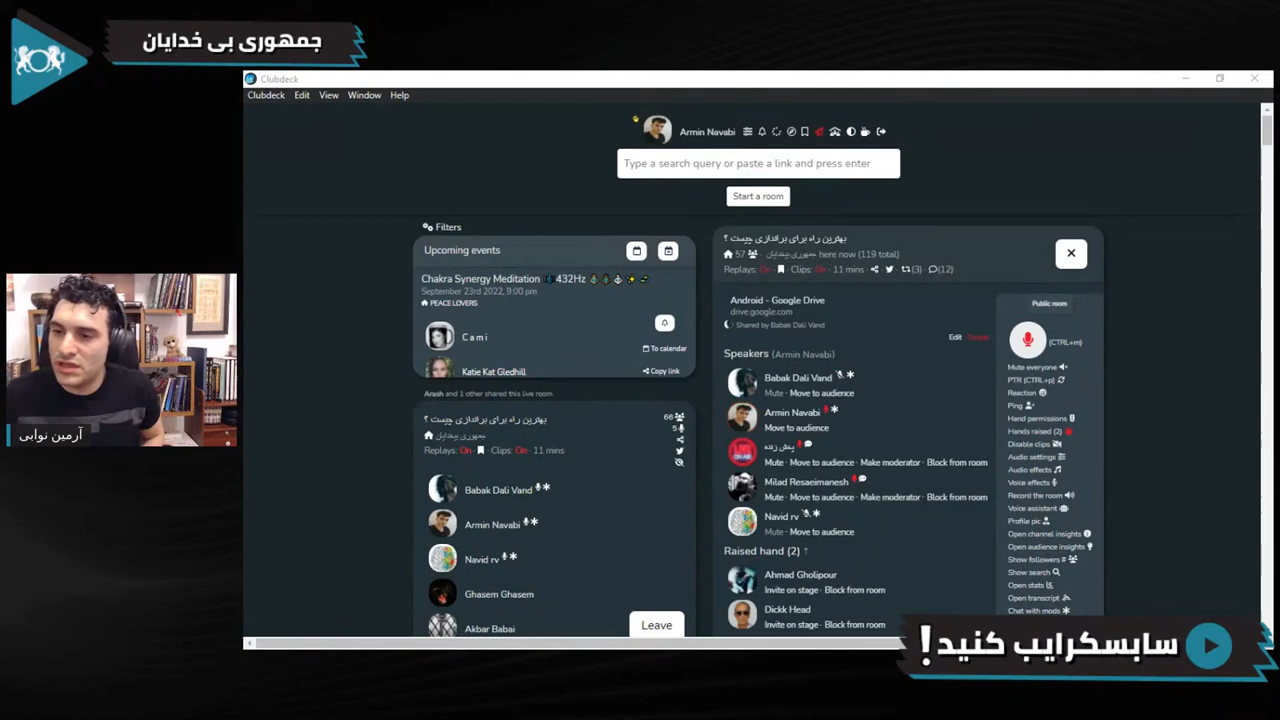 جمهوری بی خدایان
Clubdeck
Clubdeck Edit View Window Help
Armin Navabi
Type a search query or paste a link and press enter
Start a room
Filters
Upcoming events
Chakra Synergy Meditation 432Hz
September 23rd 2022, 9:00 pm
PEACE LOVERS
C a m i
To calendar
Katie Kat Gledhill
Copy link
Arash and 1 other shared this live room
بهترین راه برای براندازی چیست ؟
66
جمهوری بیخدایان
5
Replays: On Clips: On 11 mins
Babak Dali Vand
Armin Navabi
Navid rv
Ghasem Ghasem
Akbar Babai
Leave
بهترین راه برای براندازی چیست ؟
57 جمهوری بیخدایان here now (119 total)
Replays: On Clips: On 11 mins (3) (12)
Android - Google Drive
drive.google.com
Shared by Babak Dali Vand
Edit Delete
Speakers (Armin Navabi)
Babak Dali Vand
Mute Move to audience
Armin Navabi
Move to audience
پخش زنده
Mute Move to audience Make moderator Block from room
Milad Resaeimanesh
Mute Move to audience Make moderator Block from room
Navid rv
Mute Move to audience
Raised hand (2) ↑
Ahmad Gholipour
Invite on stage Block from room
Dickk Head
Invite on stage Block from room
Public room
(CTRL+m)
Mute everyone
PTR (CTRL+p)
Reaction
Ping
Hand permissions
Hands raised (2)
Disable clips
Audio settings
Audio effects
Voice effects
Record the room
Voice assistant
Profile pic
Open channel insights
Open audience insights
Show followers
Show search
Open stats
Open transcript
Chat with mods
آرمین نوابی
سابسکرایب کنید!